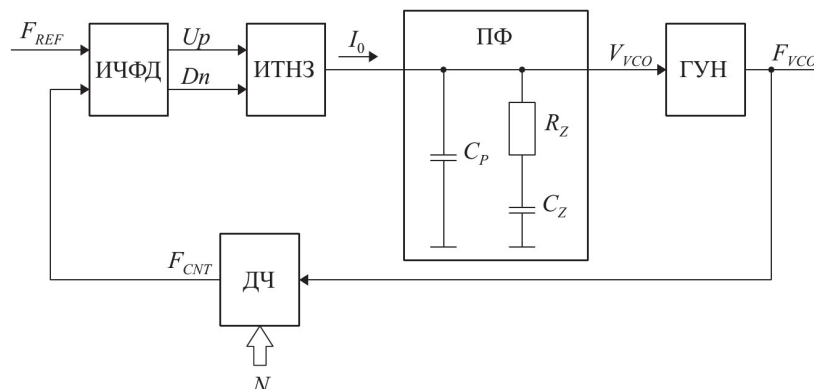 F_REF
Up
I_0
ПФ
ИЧФД
ИТНЗ
Dn
V_VCO
ГУН
F_VCO
R_Z
C_P
C_Z
F_CNT
ДЧ
N